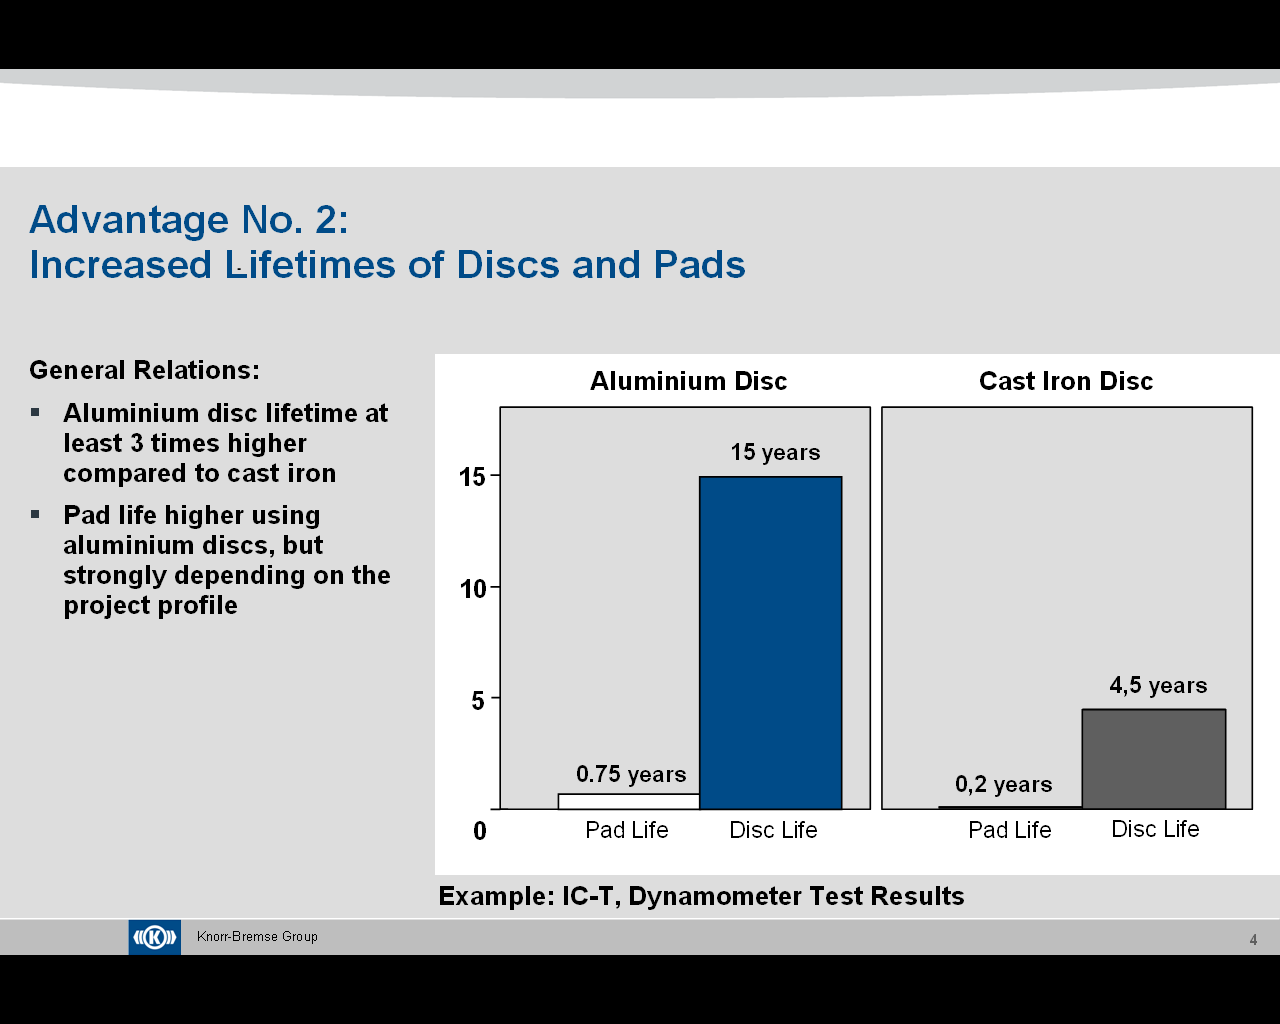 Advantage No. 2:
Increased Lifetimes of Discs and Pads
General Relations:
Aluminium disc lifetime at
least 3 times higher
compared to cast iron
Pad life higher using
aluminium discs, but
strongly depending on the
project profile
Aluminium Disc
Cast Iron Disc
15 years
15
10
5
0
4,5 years
0.75 years
0,2 years
Pad Life
Disc Life
Pad Life
Disc Life
Example: IC-T, Dynamometer Test Results
K
Knorr-Bremse Group
4